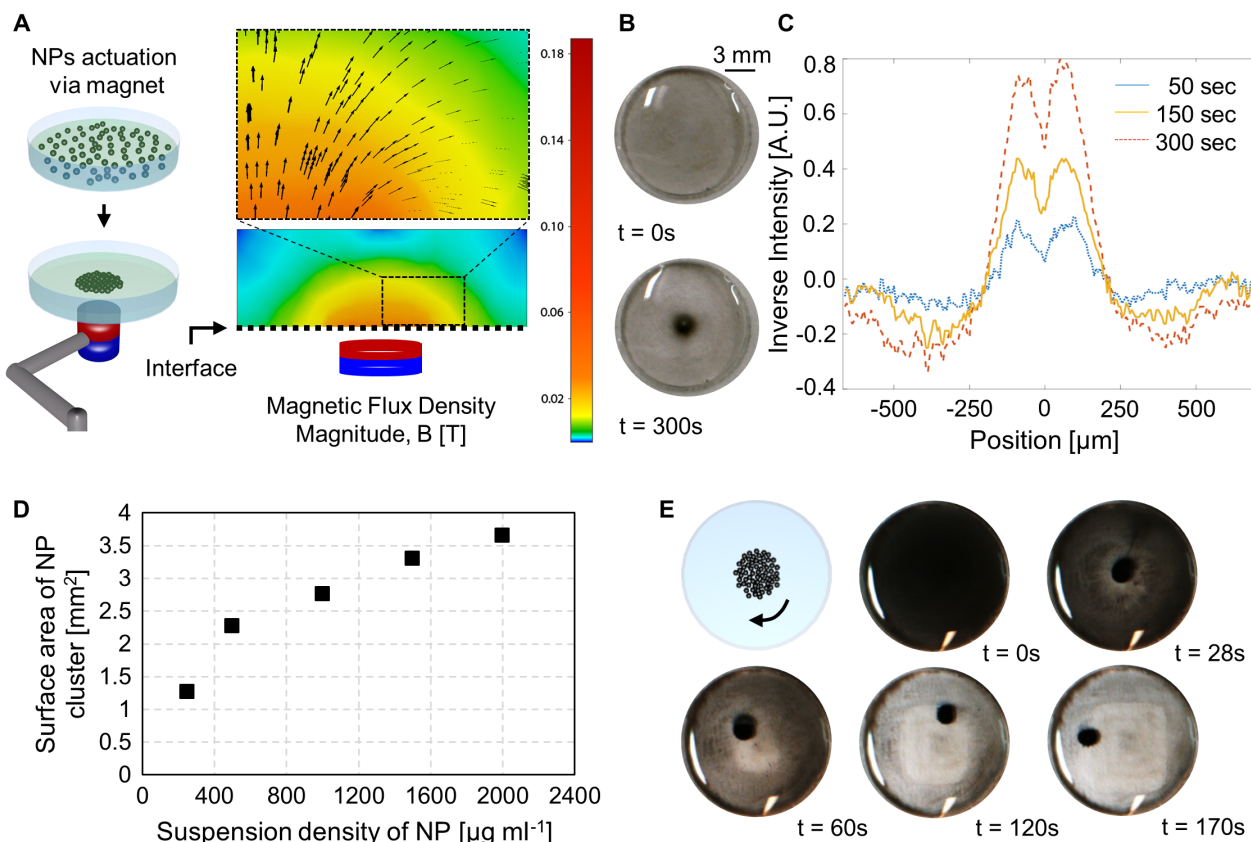 A
NPs actuation
via magnet
Interface
0.18
0.14
0.10
0.06
0.02
Magnetic Flux Density
Magnitude, B [T]
B
3 mm
t = 0s
t = 300s
C
Inverse Intensity [A.U.]
0.8
0.6
0.4
0.2
0.0
-0.2
-0.4
50 sec
150 sec
300 sec
-500
-250
0
250
500
Position [µm]
D
Surface area of NP
cluster [mm²]
4
3.5
3
2.5
2
1.5
1
0.5
0
0
400
800
1200
1600
2000
2400
Suspension density of NP [µg ml⁻¹]
E
t = 0s
t = 28s
t = 60s
t = 120s
t = 170s